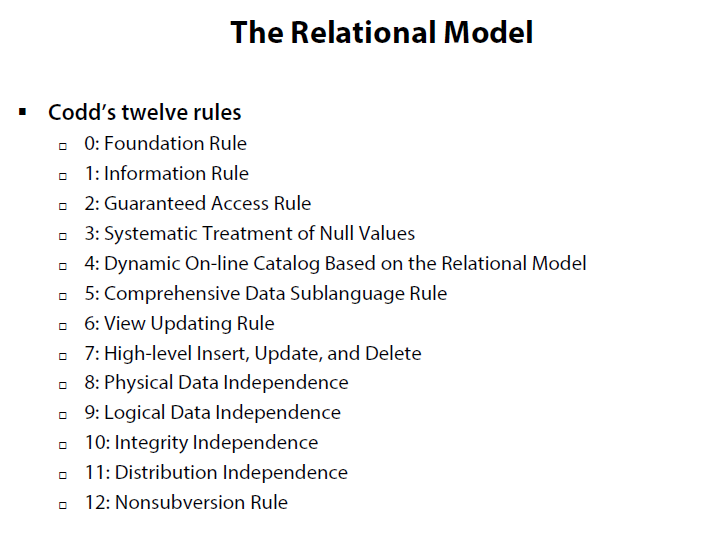 The Relational Model
Codd's twelve rules
0: Foundation Rule
1: Information Rule
2: Guaranteed Access Rule
3: Systematic Treatment of Null Values
4: Dynamic On-line Catalog Based on the Relational Model
5: Comprehensive Data Sublanguage Rule
6: View Updating Rule
7: High-level Insert, Update, and Delete
8: Physical Data Independence
9: Logical Data Independence
10: Integrity Independence
11: Distribution Independence
12: Nonsubversion Rule